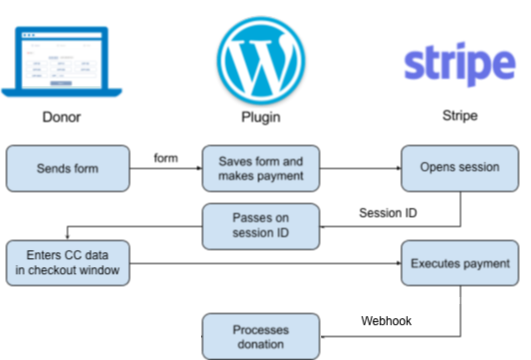 stripe
Donor
Plugin
Stripe
Sends form
form
Saves form and
makes payment
Opens session
Passes on
session ID
Session ID
Enters CC data
in checkout window
Executes payment
Webhook
Processes
donation